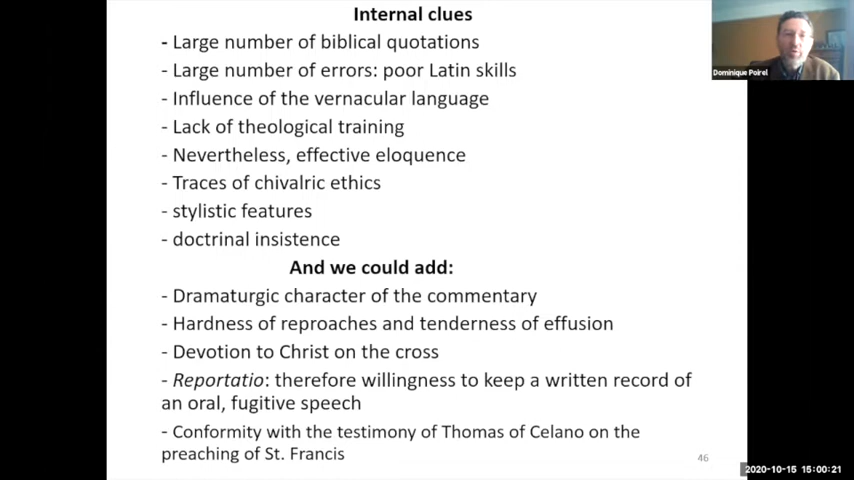 Internal clues
- Large number of biblical quotations
- Large number of errors: poor Latin skills
- Influence of the vernacular language
- Lack of theological training
- Nevertheless, effective eloquence
- Traces of chivalric ethics
- stylistic features
- doctrinal insistence
And we could add:
- Dramaturgic character of the commentary
- Hardness of reproaches and tenderness of effusion
- Devotion to Christ on the cross
- Reportatio: therefore willingness to keep a written record of
an oral, fugitive speech
- Conformity with the testimony of Thomas of Celano on the
preaching of St. Francis
46
Dominique Poirel
2020-10-15 15:00:21